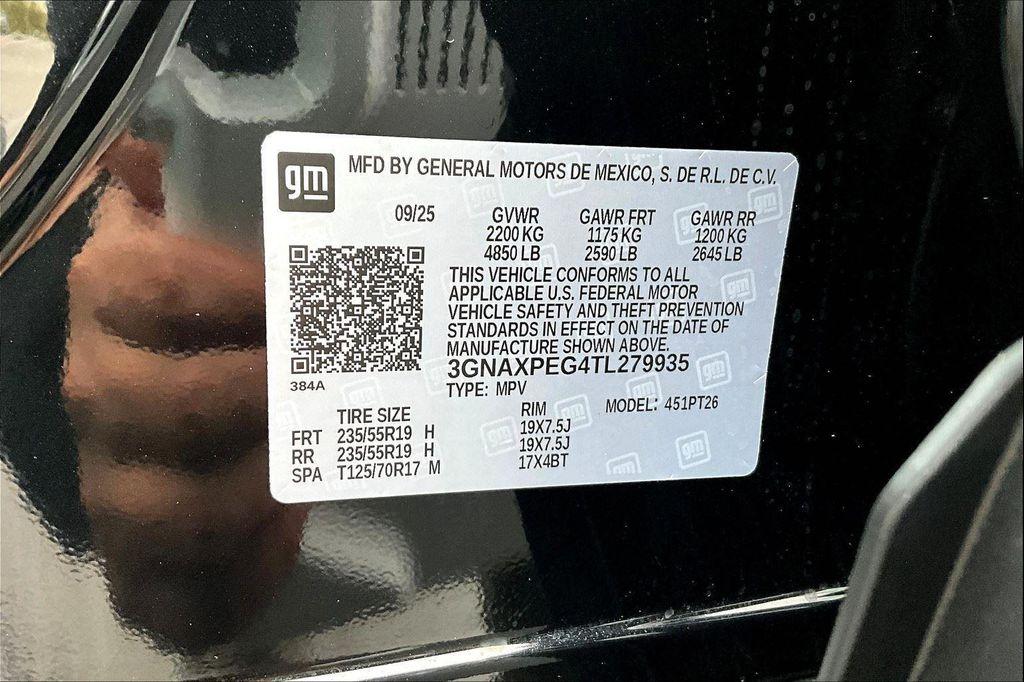 gm MFD BY GENERAL MOTORS DE MEXICO, S. DE R.L. DE C.V.
09/25 GVWR GAWR FRT GAWR RR
2200 KG 1175 KG 1200 KG
4850 LB 2590 LB 2645 LB
THIS VEHICLE CONFORMS TO ALL
APPLICABLE U.S. FEDERAL MOTOR
VEHICLE SAFETY AND THEFT PREVENTION
STANDARDS IN EFFECT ON THE DATE OF
MANUFACTURE SHOWN ABOVE.
3GNAXPEG4TL279935
384A
TYPE: MPV
TIRE SIZE RIM MODEL: 451PT26
FRT 235/55R19 H 19X7.5J
RR 235/55R19 H 19X7.5J
SPA T125/70R17 M 17X4BT